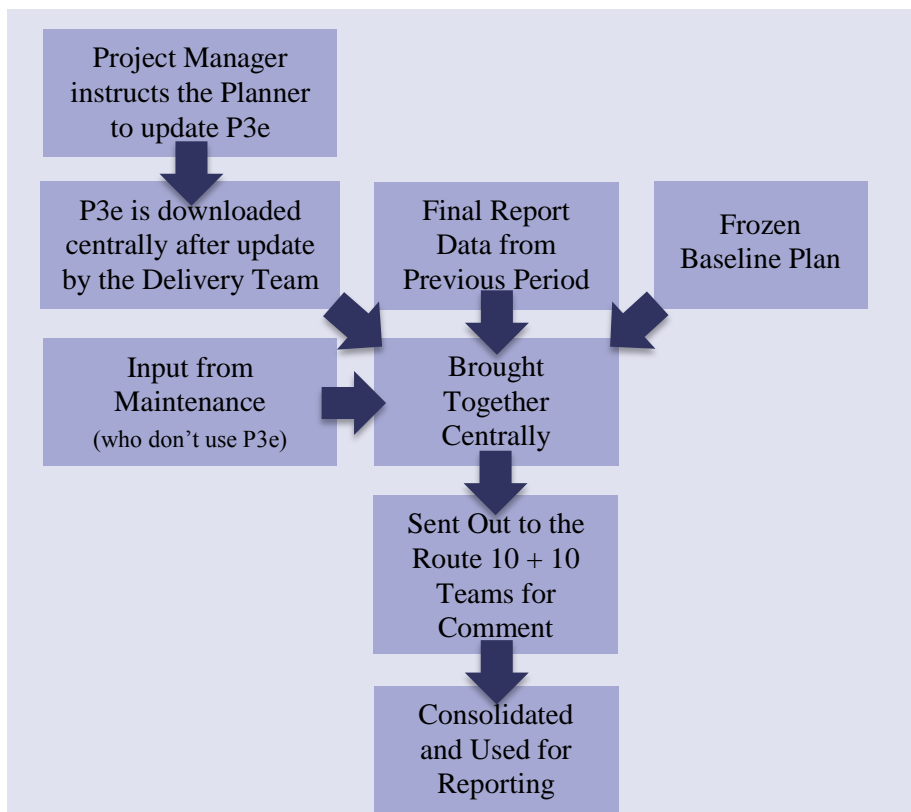 Project Manager
instructs the Planner
to update P3e
P3e is downloaded
centrally after update
by the Delivery Team
Final Report
Data from
Previous Period
Frozen
Baseline Plan
Input from
Maintenance
(who don’t use P3e)
Brought
Together
Centrally
Sent Out to the
Route 10 + 10
Teams for
Comment
Consolidated
and Used for
Reporting